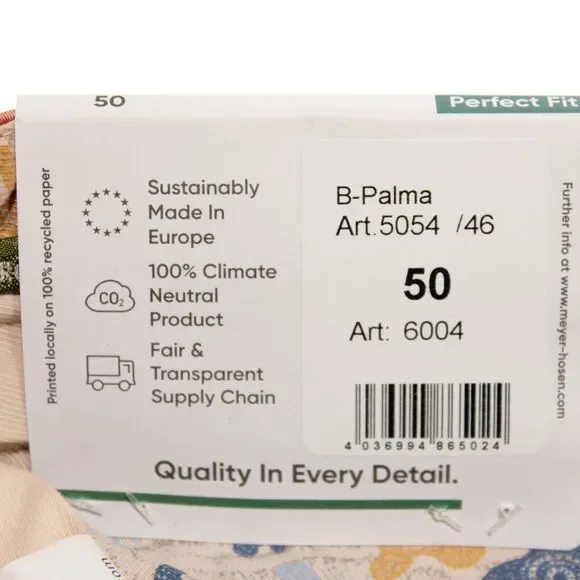 50
Perfect Fit
Printed locally on 100% recycled paper
Sustainably
Made In
Europe
CO2
100% Climate
Neutral
Product
Fair &
Transparent
Supply Chain
B-Palma
Art.5054 /46
50
Art: 6004
4 036994 865024
Further info at www.meyer-hosen.com
Quality In Every Detail.